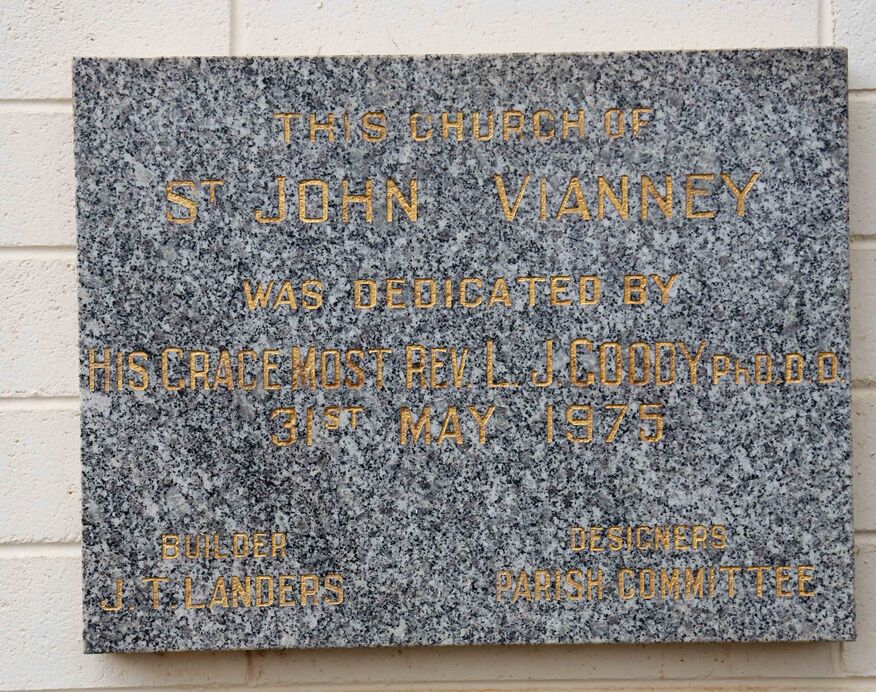 THIS CHURCH OF
ST JOHN VIANNEY
WAS DEDICATED BY
HIS GRACE MOST REV. L. J. GOODY PhD. D. D.
31ST MAY 1975
BUILDER
J. T. LANDERS
DESIGNERS
PARISH COMMITTEE